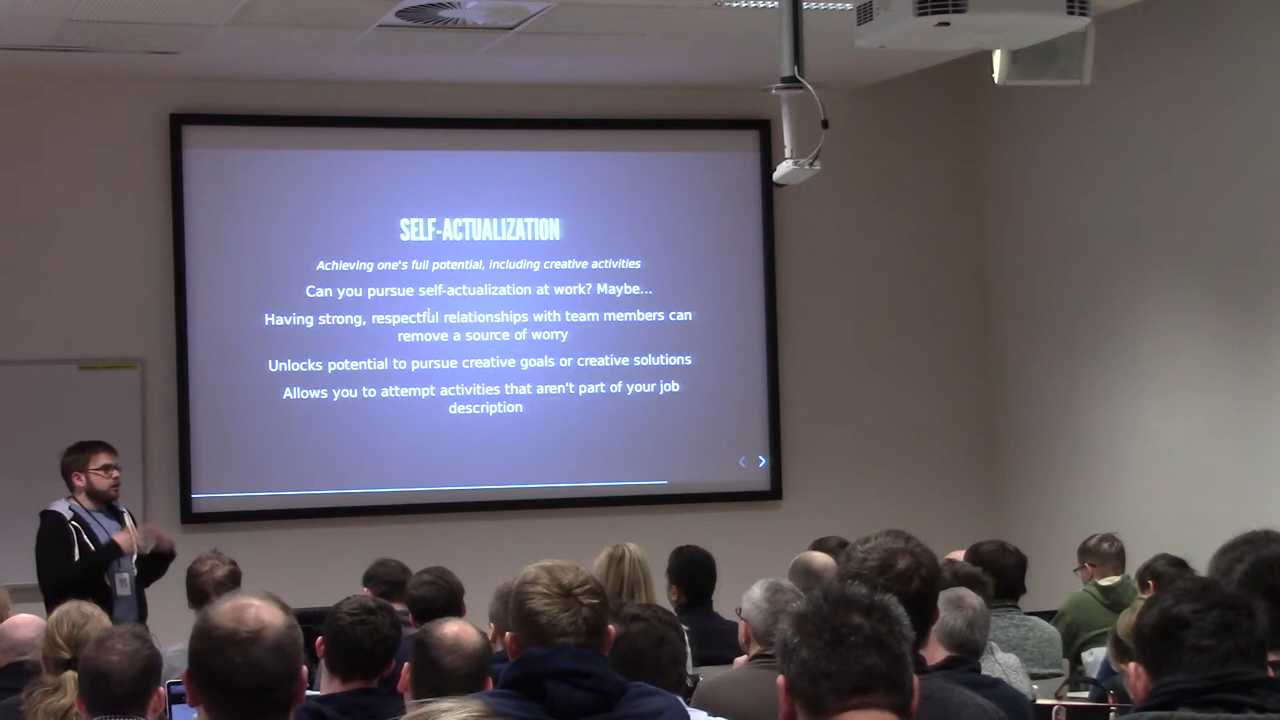 SELF-ACTUALIZATION
Achieving one's full potential, including creative activities
Can you pursue self-actualization at work? Maybe...
Having strong, respectful relationships with team members can
remove a source of worry
Unlocks potential to pursue creative goals or creative solutions
Allows you to attempt activities that aren't part of your job
description